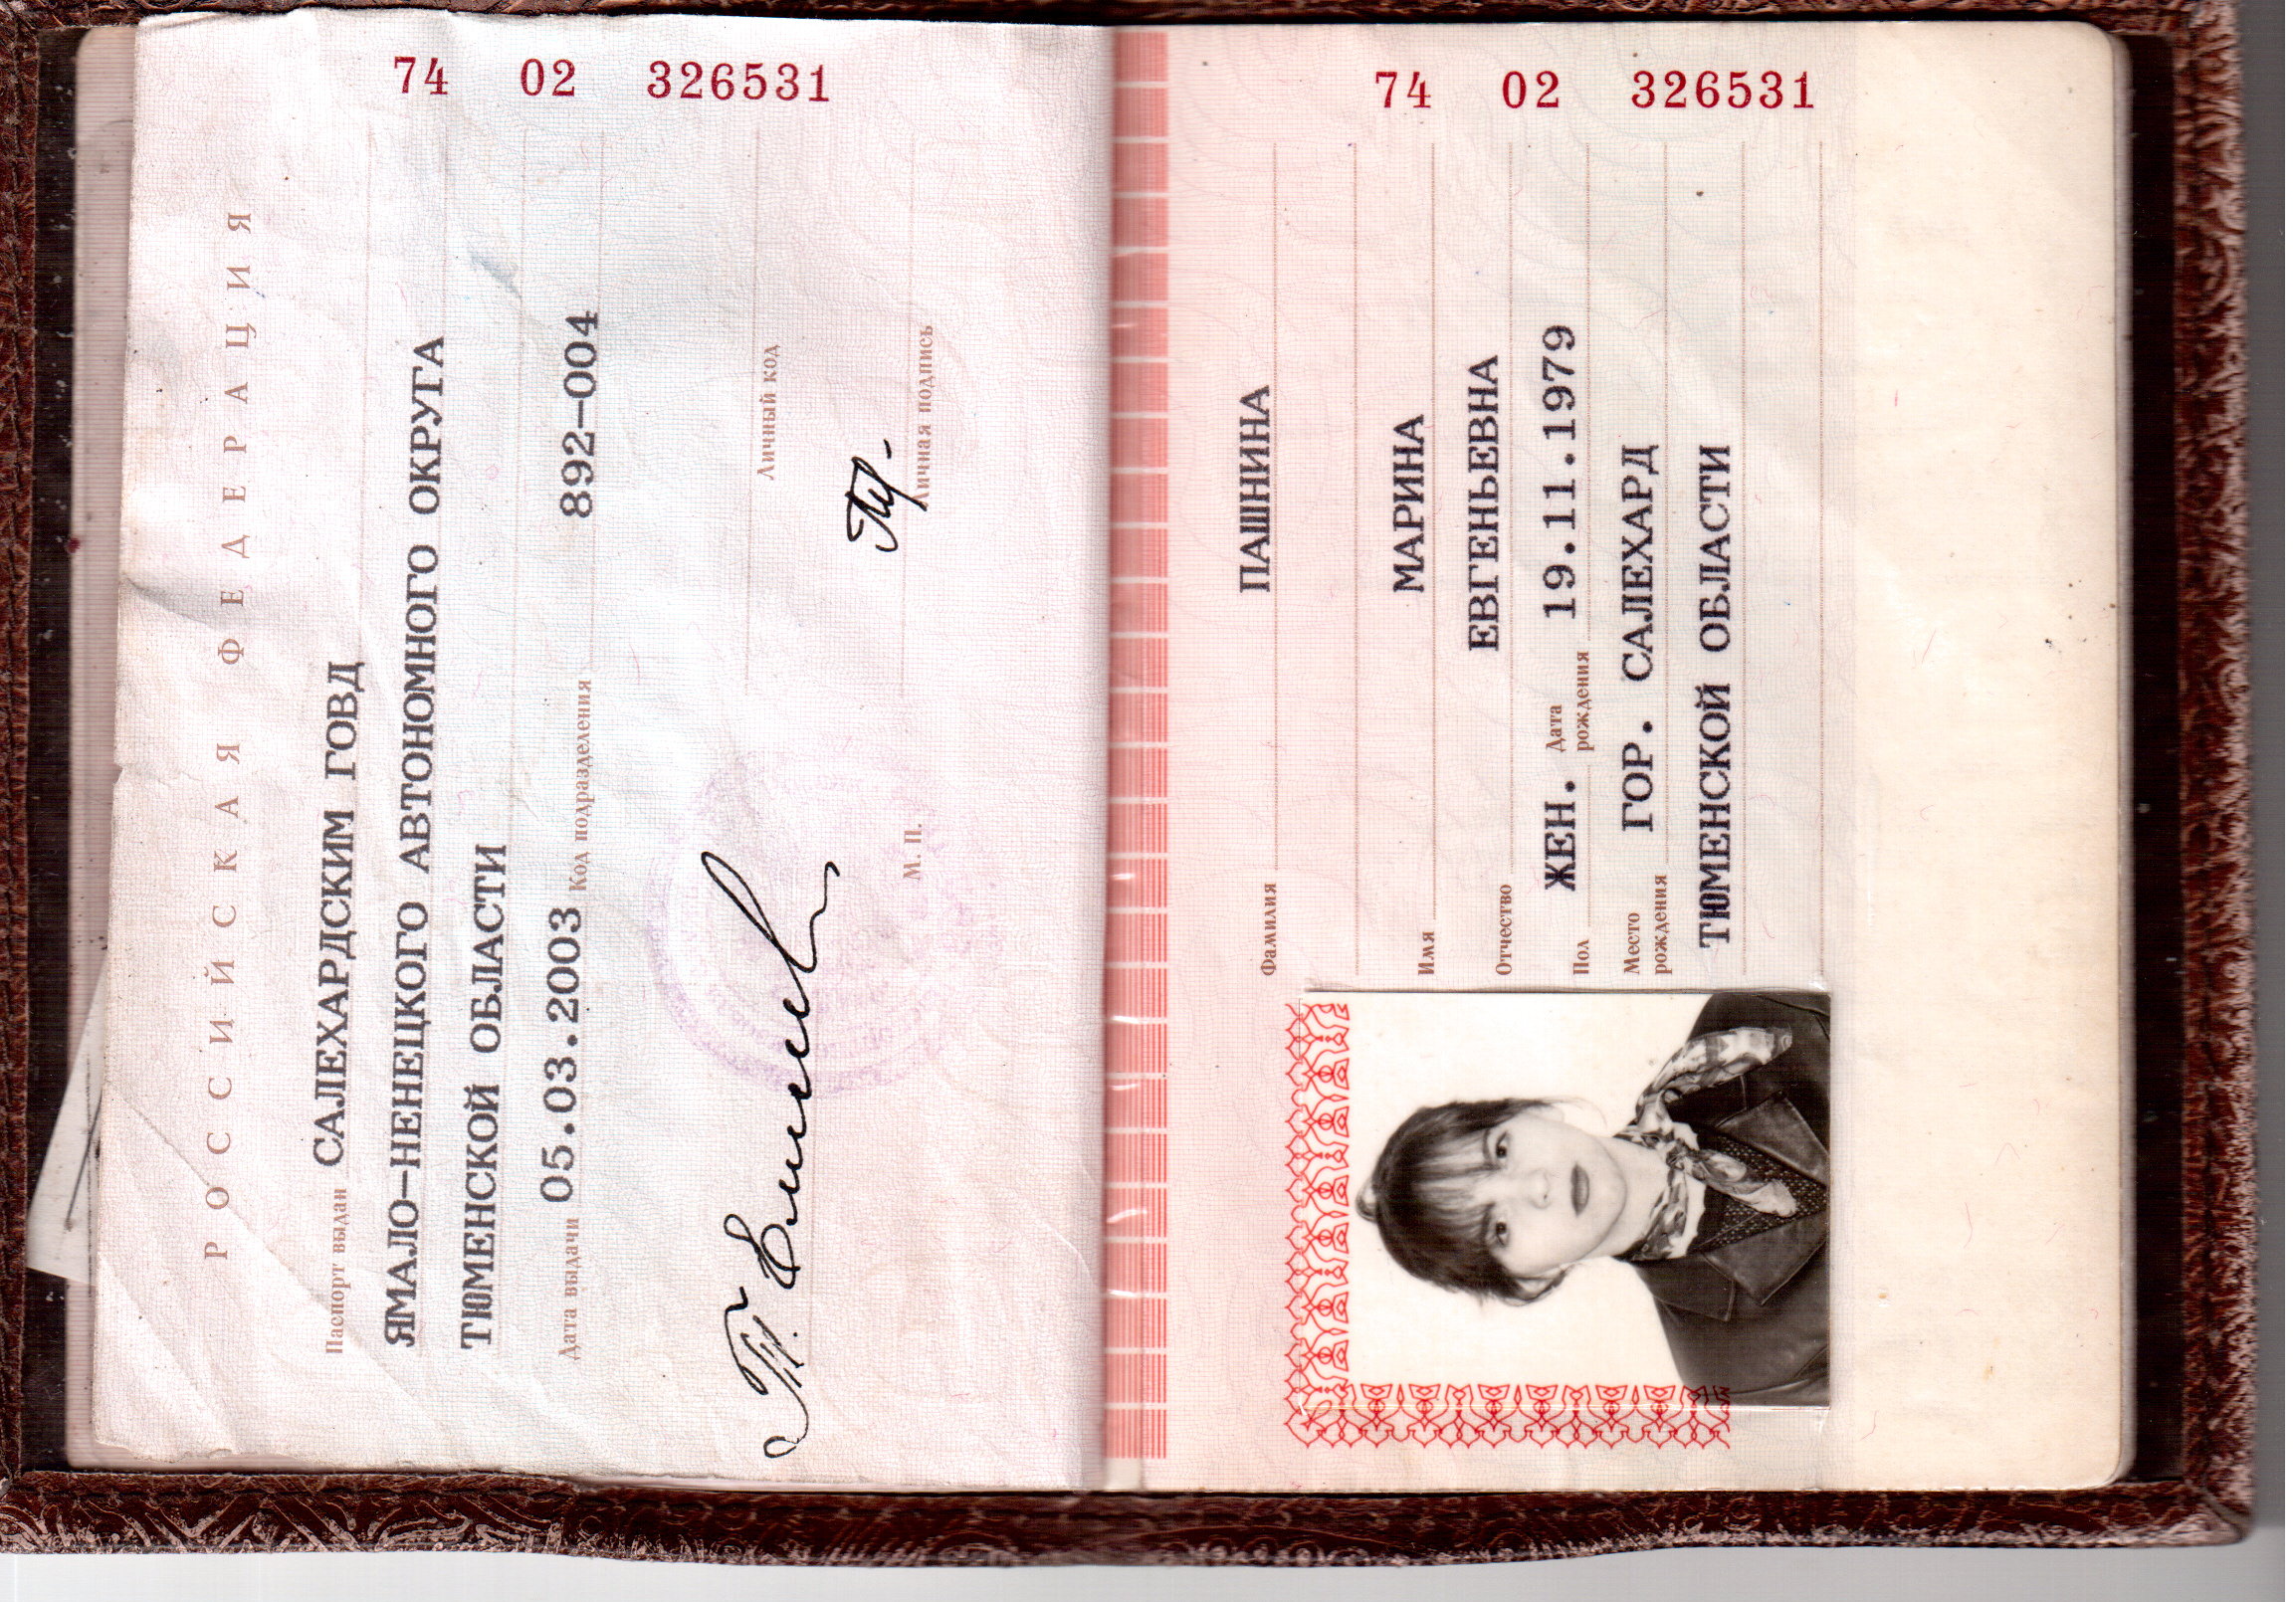 74 02 326531
РОССИЙСКАЯ ФЕДЕРАЦИЯ
Паспорт выдан САЛЕХАРДСКИМ ГОВД
ЯМАЛО-НЕНЕЦКОГО АВТОНОМНОГО ОКРУГА
ТЮМЕНСКОЙ ОБЛАСТИ
Дата выдачи 05.03.2003 Код подразделения 892-004
Личный код
М. П. Личная подпись
74 02 326531
Фамилия ПАШНИНА
Имя МАРИНА
Отчество ЕВГЕНЬЕВНА
Пол ЖЕН. Дата рождения 19.11.1979
Место рождения ГОР. САЛЕХАРД
ТЮМЕНСКОЙ ОБЛАСТИ